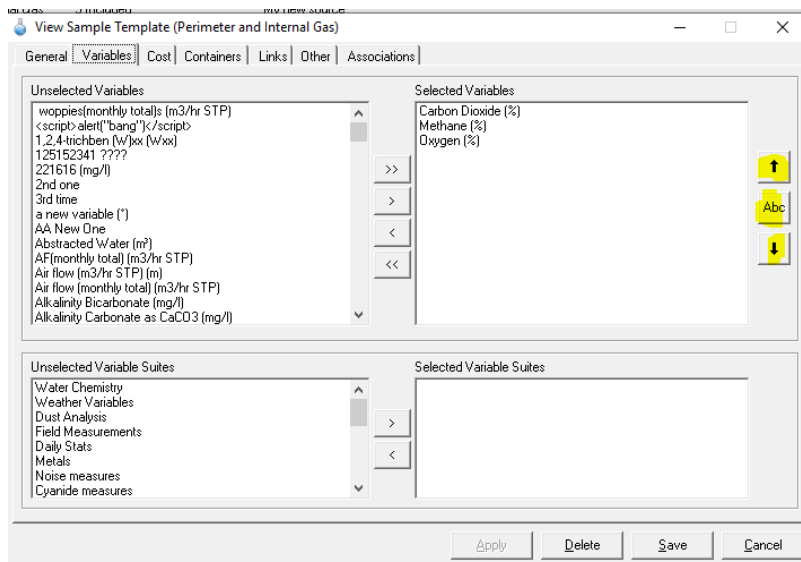 My new source
View Sample Template (Perimeter and Internal Gas)
General Variables Cost Containers Links Other Associations
Unselected Variables
woppies(monthly total)s (m3/hr STP)
<script>alert("bang")</script>
1,2,4-trichben (W)xx (Wxx)
125152341 ????
221616 (mg/l)
2nd one
3rd time
a new variable (°)
AA New One
Abstracted Water (m³)
AF(monthly total) (m3/hr STP)
Air flow (m3/hr STP) (m)
Air flow (monthly total) (m3/hr STP)
Alkalinity Bicarbonate (mg/l)
Alkalinity Carbonate as CaCO3 (mg/l)
>>
>
<
<<
Selected Variables
Carbon Dioxide (%)
Methane (%)
Oxygen (%)
Abc
Unselected Variable Suites
Water Chemistry
Weather Variables
Dust Analysis
Field Measurements
Daily Stats
Metals
Noise measures
Cyanide measures
>
<
Selected Variable Suites
Apply Delete Save Cancel